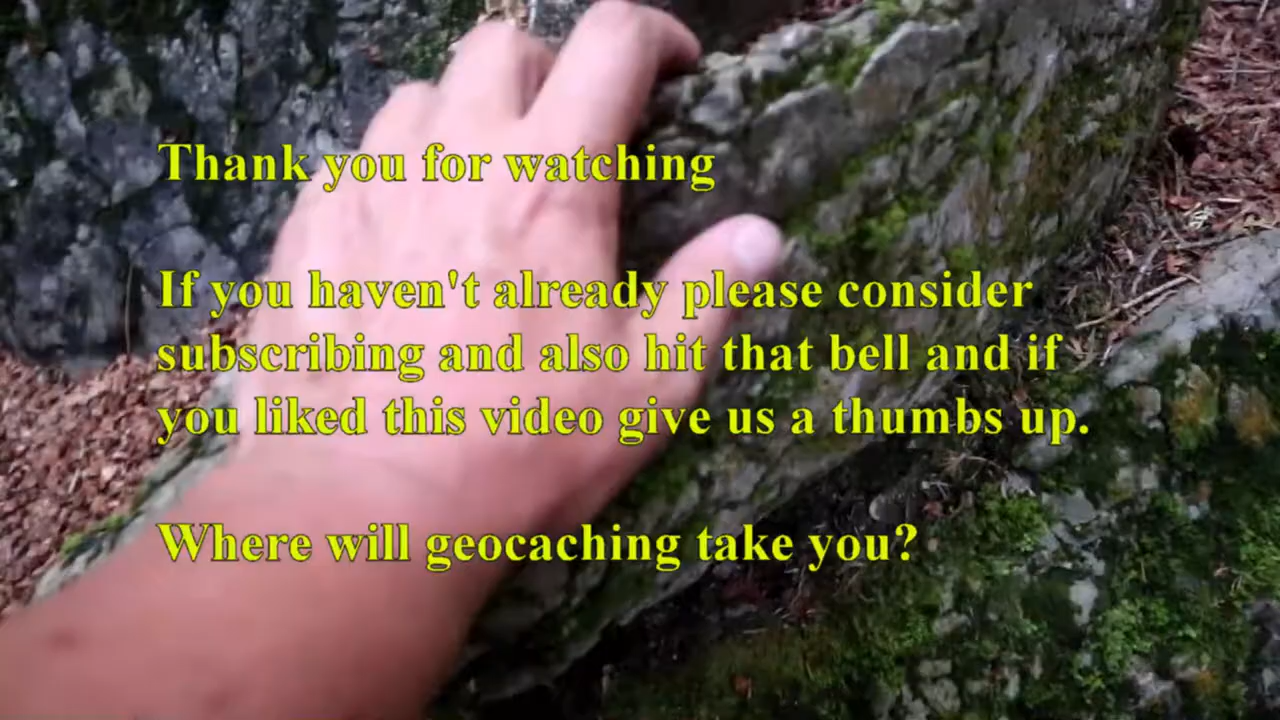 Thank you for watching
If you haven't already please consider
subscribing and also hit that bell and if
you liked this video give us a thumbs up.
Where will geocaching take you?